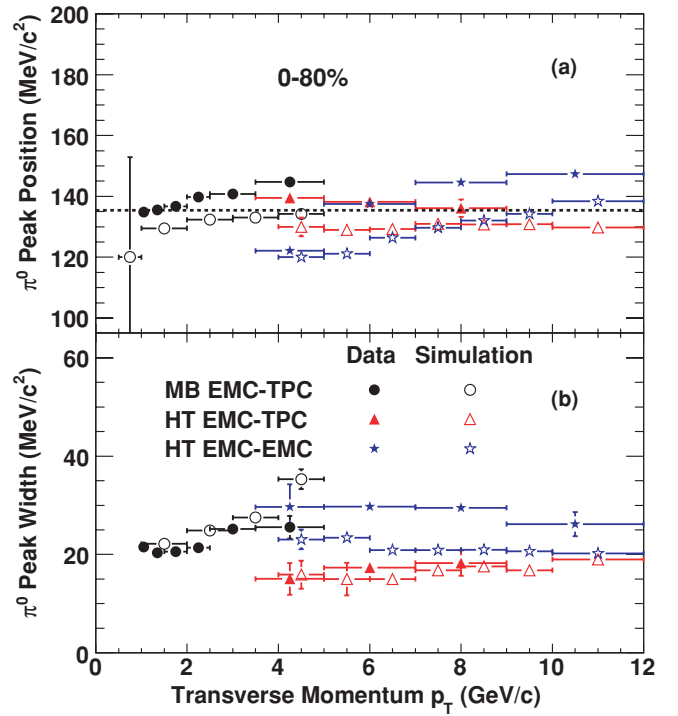 200
180
160
140
120
100
π⁰ Peak Position (MeV/c²)
(a)
0-80%
60
40
20
0
π⁰ Peak Width (MeV/c²)
Data Simulation
MB EMC-TPC
HT EMC-TPC
HT EMC-EMC
(b)
0 2 4 6 8 10 12
Transverse Momentum p_T (GeV/c)